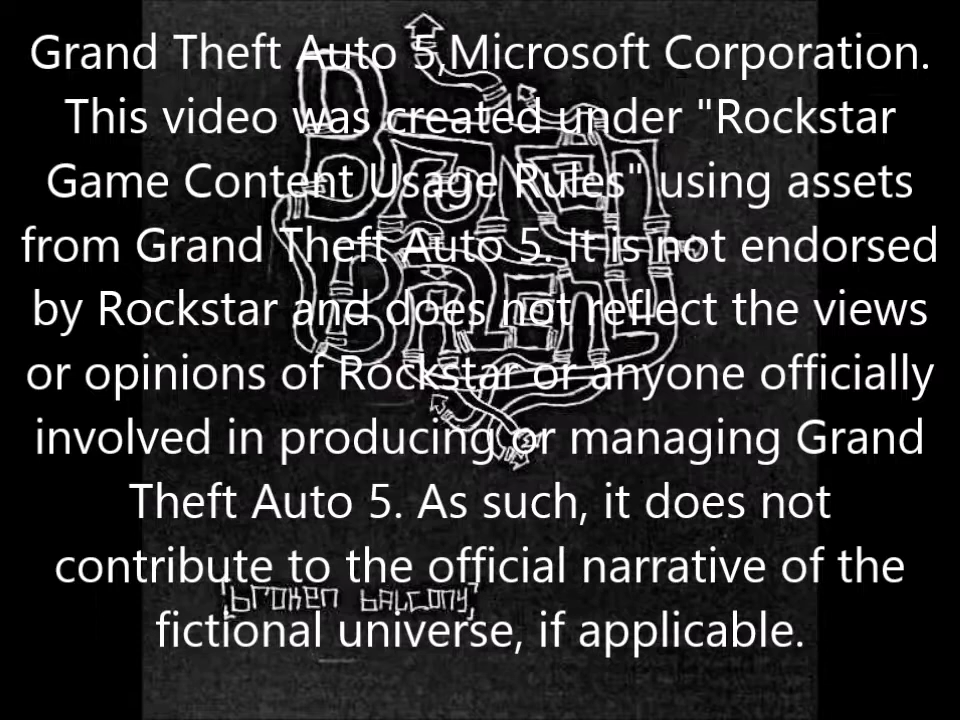 Grand Theft Auto 5,Microsoft Corporation.
This video was created under "Rockstar
Game Content Usage Rules" using assets
from Grand Theft Auto 5. It is not endorsed
by Rockstar and does not reflect the views
or opinions of Rockstar or anyone officially
involved in producing or managing Grand
Theft Auto 5. As such, it does not
contribute to the official narrative of the
broken balcony
fictional universe, if applicable.